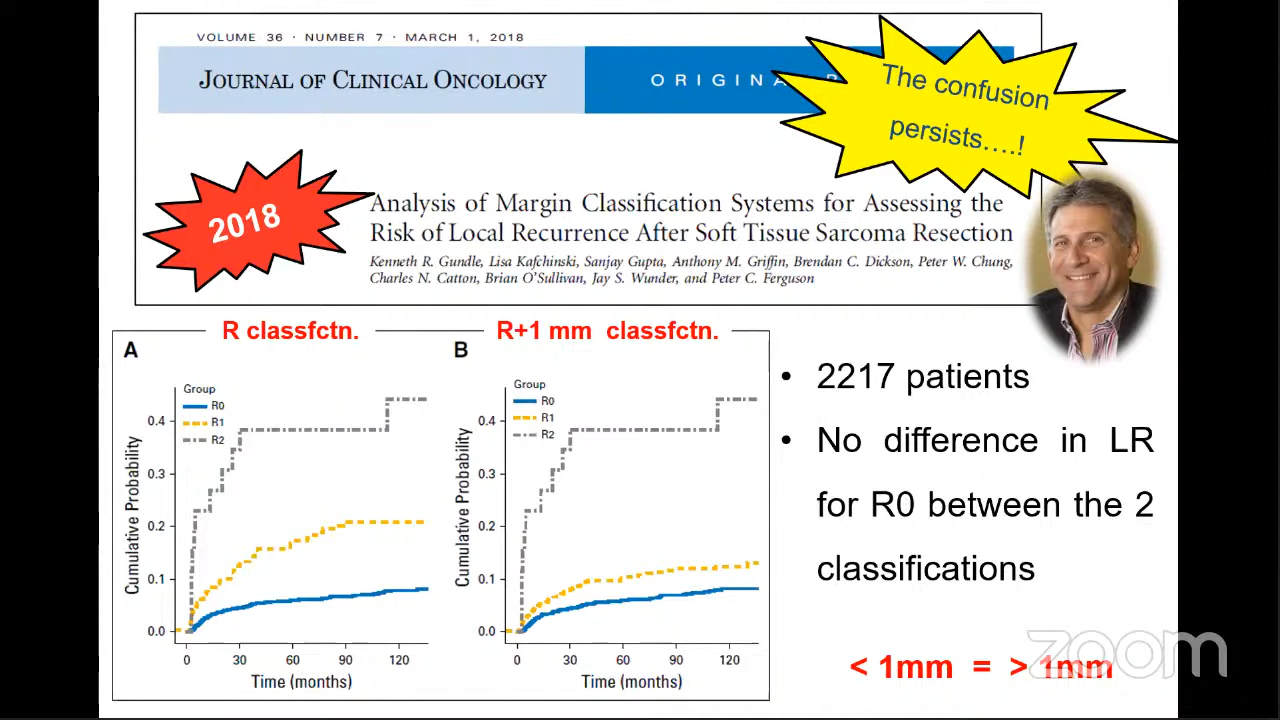 VOLUME 36 · NUMBER 7 · MARCH 1, 2018
JOURNAL OF CLINICAL ONCOLOGY
ORIGINA
The confusion
persists….!
2018
Analysis of Margin Classification Systems for Assessing the
Risk of Local Recurrence After Soft Tissue Sarcoma Resection
Kenneth R. Gundle, Lisa Kafchinski, Sanjay Gupta, Anthony M. Griffin, Brendan C. Dickson, Peter W. Chung,
Charles N. Catton, Brian O'Sullivan, Jay S. Wunder, and Peter C. Ferguson
R classfctn.
A
Group
R0
R1
R2
Cumulative Probability
0.4
0.3
0.2
0.1
0.0
0 30 60 90 120
Time (months)
R+1 mm classfctn.
B
Group
R0
R1
R2
Cumulative Probability
0.4
0.3
0.2
0.1
0.0
0 30 60 90 120
Time (months)
• 2217 patients
• No difference in LR
for R0 between the 2
classifications
< 1mm = > 1mm
zoom